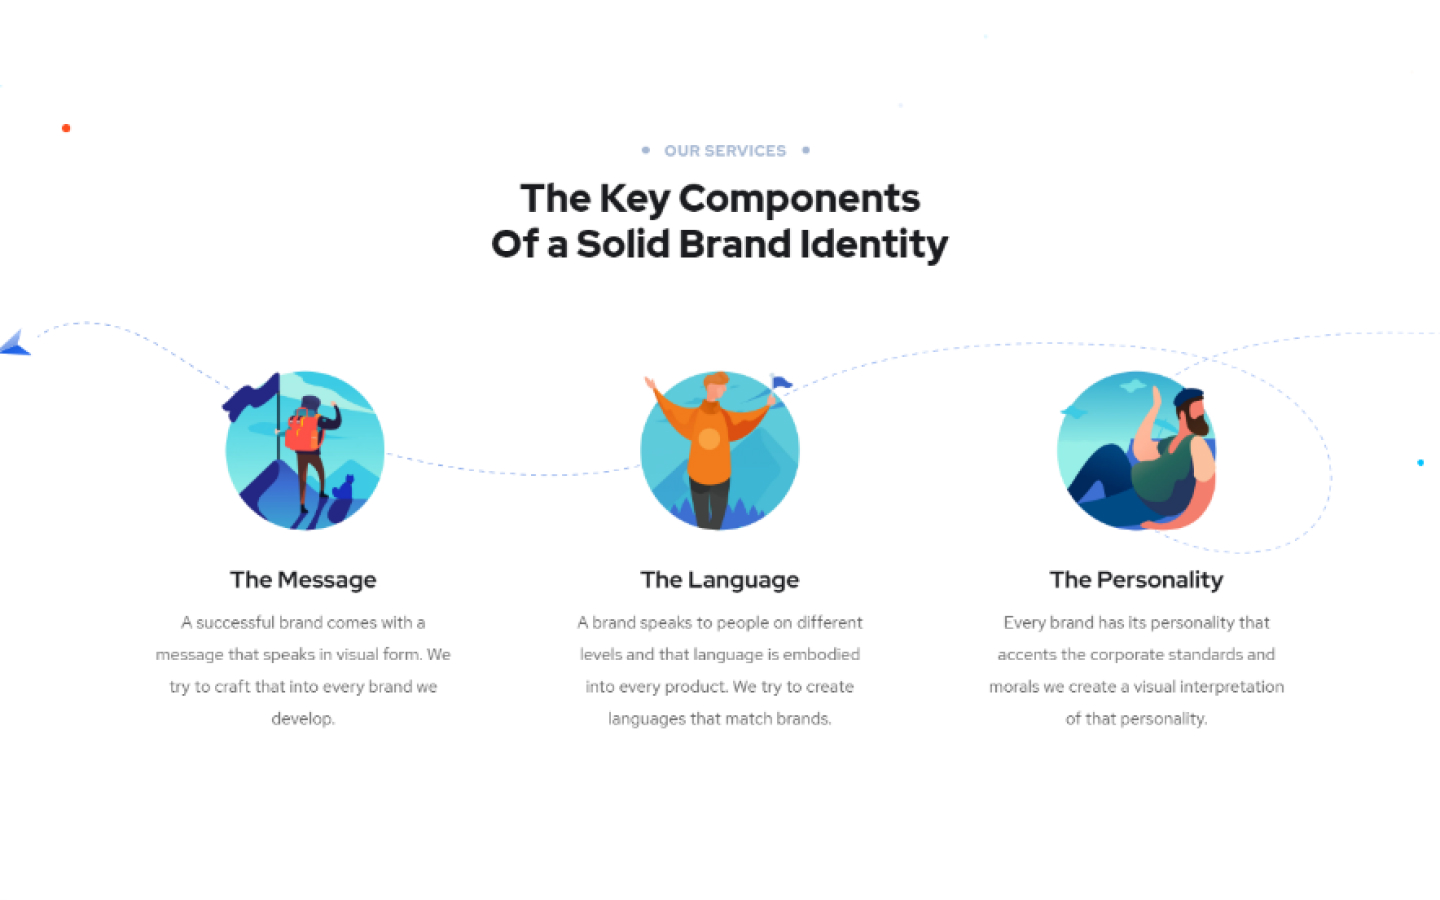 OUR SERVICES
The Key Components
Of a Solid Brand Identity
The Message
A successful brand comes with a
message that speaks in visual form. We
try to craft that into every brand we
develop.
The Language
A brand speaks to people on different
levels and that language is embodied
into every product. We try to create
languages that match brands.
The Personality
Every brand has its personality that
accents the corporate standards and
morals we create a visual interpretation
of that personality.